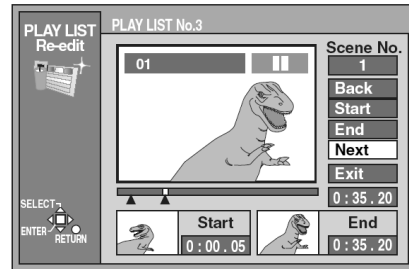 PLAY LIST
Re-edit
PLAY LIST No.3
01
Scene No.
1
Back
Start
End
Next
Exit
0 : 35 . 20
SELECT
ENTER
RETURN
Start
0 : 00 . 05
End
0 : 35 . 20